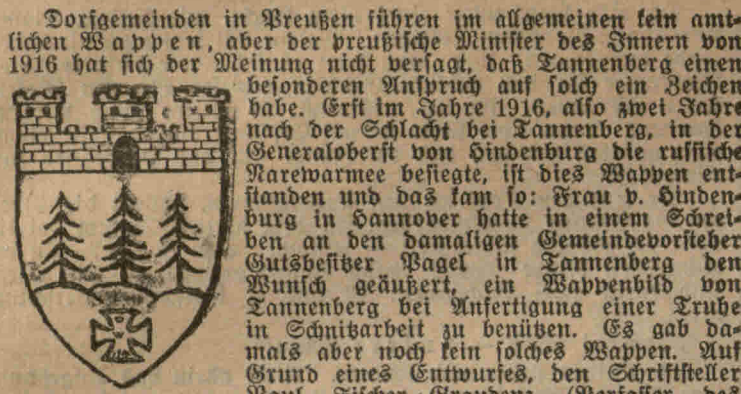 Dorfgemeinden in Preußen führen im allgemeinen kein amt-
lichen Wappen, aber der preußische Minister des Innern von
1916 hat sich der Meinung nicht versagt, daß Tannenberg einen
besonderen Anspruch auf solch ein Zeichen
habe. Erst im Jahre 1916, also zwei Jahre
nach der Schlacht bei Tannenberg, in der
Generaloberst von Hindenburg die russische
Narewarmee besiegte, ist dies Wappen ent-
standen und das kam so: Frau v. Hinden-
burg in Hannover hatte in einem Schrei-
ben an den damaligen Gemeindevorsteher
Gutsbesitzer Pagel in Tannenberg den
Wunsch geäußert, ein Wappenbild von
Tannenberg bei Anfertigung einer Truhe
in Schnitzarbeit zu benützen. Es gab da-
mals aber noch kein solches Wappen. Auf
Grund eines Entwurfes, den Schriftsteller
Paul Fischer-Graudenz (Verfasser des